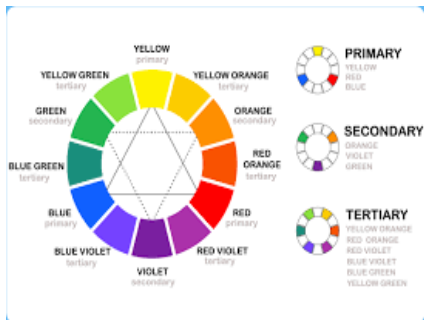 YELLOW
primary
YELLOW GREEN
tertiary
YELLOW ORANGE
tertiary
GREEN
secondary
ORANGE
secondary
BLUE GREEN
tertiary
RED
ORANGE
tertiary
BLUE
primary
RED
primary
BLUE VIOLET
tertiary
RED VIOLET
tertiary
VIOLET
secondary
PRIMARY
YELLOW
RED
BLUE
SECONDARY
ORANGE
VIOLET
GREEN
TERTIARY
YELLOW ORANGE
RED ORANGE
RED VIOLET
BLUE VIOLET
BLUE GREEN
YELLOW GREEN